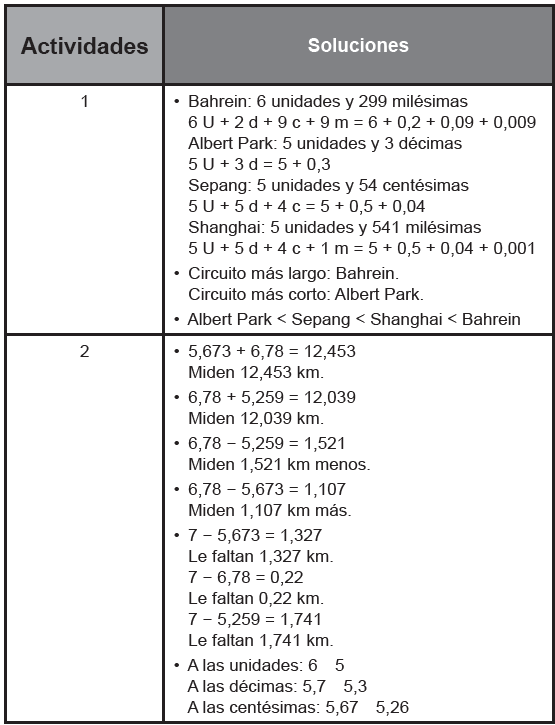 Actividades
Soluciones
1
• Bahrein: 6 unidades y 299 milésimas
6 U + 2 d + 9 c + 9 m = 6 + 0,2 + 0,09 + 0,009
Albert Park: 5 unidades y 3 décimas
5 U + 3 d = 5 + 0,3
Sepang: 5 unidades y 54 centésimas
5 U + 5 d + 4 c = 5 + 0,5 + 0,04
Shanghai: 5 unidades y 541 milésimas
5 U + 5 d + 4 c + 1 m = 5 + 0,5 + 0,04 + 0,001
• Circuito más largo: Bahrein.
Circuito más corto: Albert Park.
• Albert Park < Sepang < Shanghai < Bahrein
2
• 5,673 + 6,78 = 12,453
Miden 12,453 km.
• 6,78 + 5,259 = 12,039
Miden 12,039 km.
• 6,78 − 5,259 = 1,521
Miden 1,521 km menos.
• 6,78 − 5,673 = 1,107
Miden 1,107 km más.
• 7 − 5,673 = 1,327
Le faltan 1,327 km.
7 − 6,78 = 0,22
Le faltan 0,22 km.
7 − 5,259 = 1,741
Le faltan 1,741 km.
• A las unidades: 6 5
A las décimas: 5,7 5,3
A las centésimas: 5,67 5,26